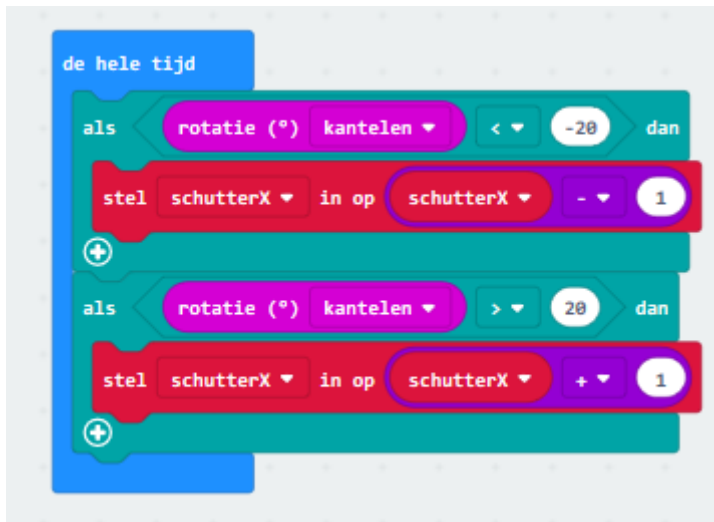 de hele tijd
als rotatie (°) kantelen < -20 dan
stel schutterX in op schutterX - 1
als rotatie (°) kantelen > 20 dan
stel schutterX in op schutterX + 1